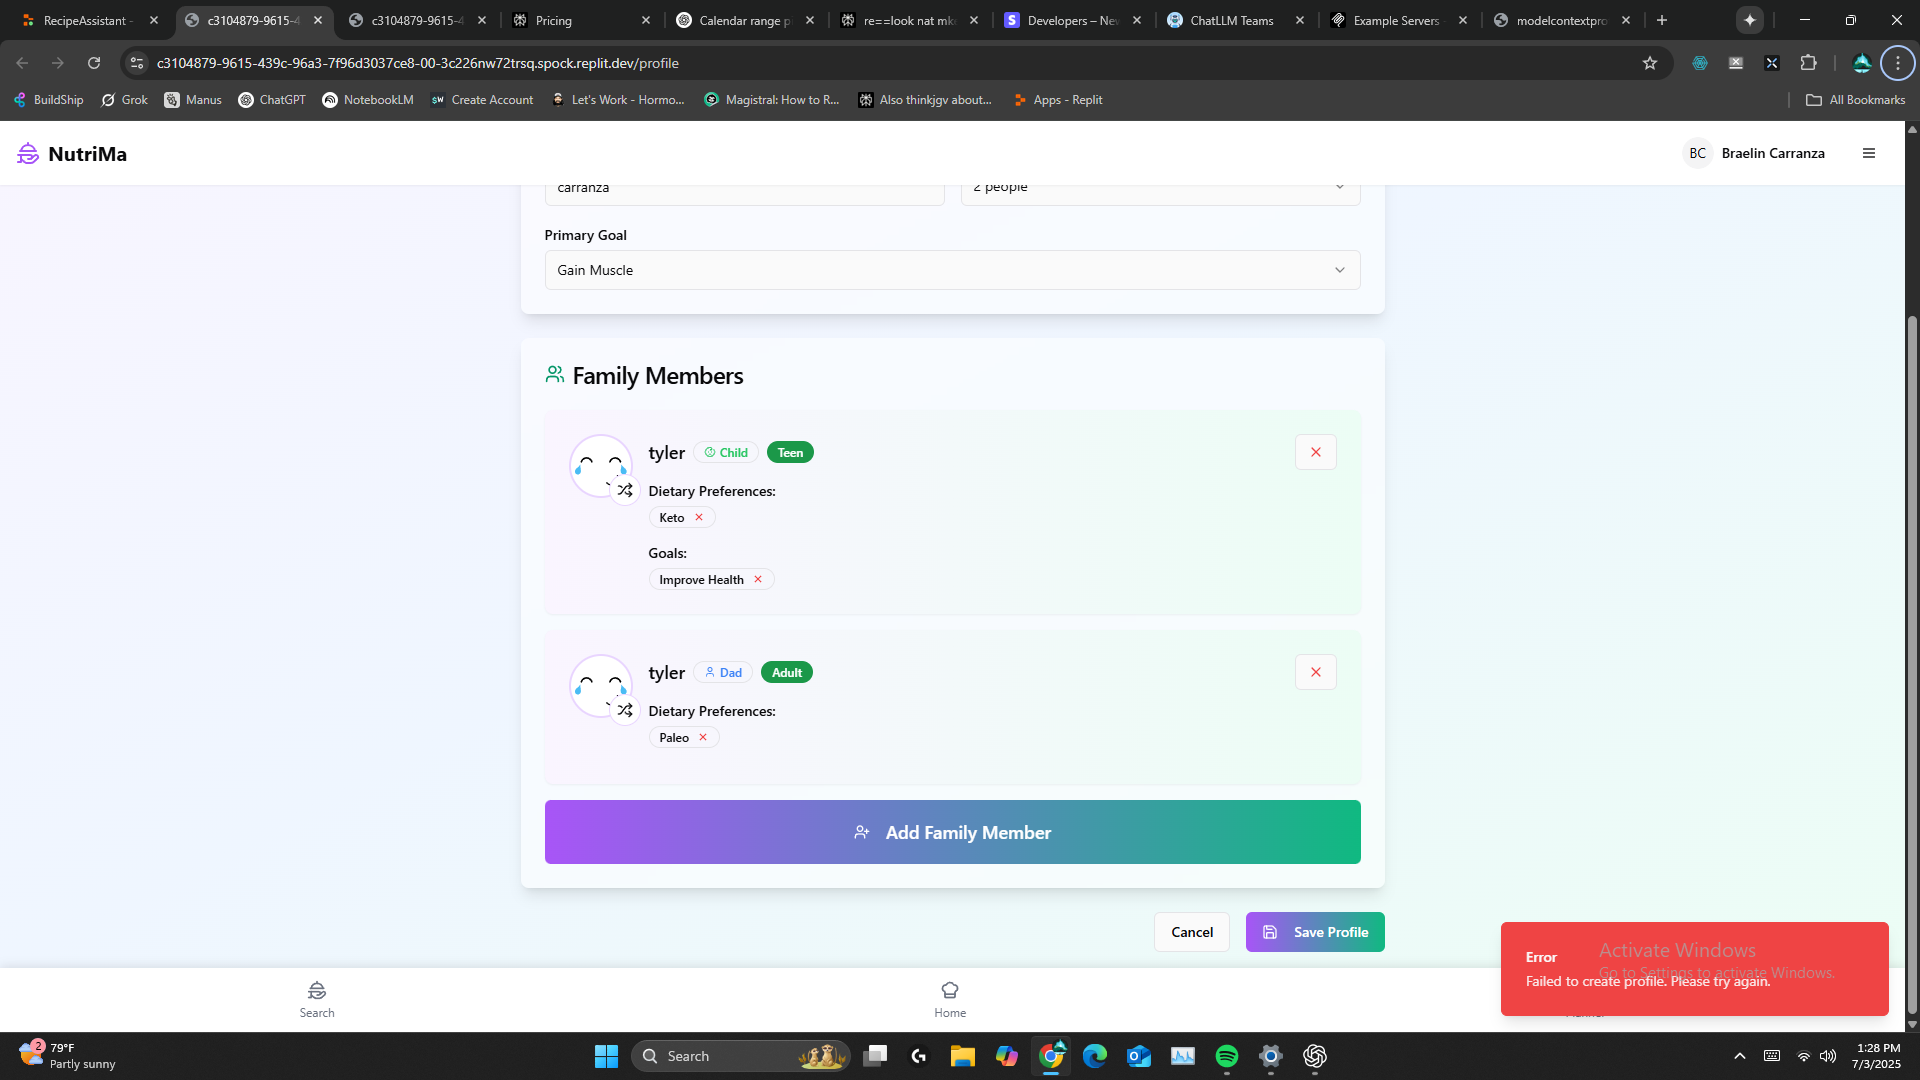 RecipeAssistant -
c3104879-9615-4
c3104879-9615-4
Pricing
Calendar range p
re==look nat mk
Developers – Ne
ChatLLM Teams
Example Servers
modelcontextpro
c3104879-9615-439c-96a3-7f96d3037ce8-00-3c226nw72trsq.spock.replit.dev/profile
BuildShip
Grok
Manus
ChatGPT
NotebookLM
SW
Create Account
Let's Work - Hormo...
Magistral: How to R...
Also thinkjgv about...
Apps - Replit
All Bookmarks
NutriMa
BC
Braelin Carranza
carranza
2 people
Primary Goal
Gain Muscle
Family Members
tyler
Child
Teen
Dietary Preferences:
Keto
Goals:
Improve Health
tyler
Dad
Adult
Dietary Preferences:
Paleo
Add Family Member
Cancel
Save Profile
Activate Windows
Go to Settings to activate Windows.
Error
Failed to create profile. Please try again.
Search
Home
2
79°F
Partly sunny
Search
1:28 PM
7/3/2025